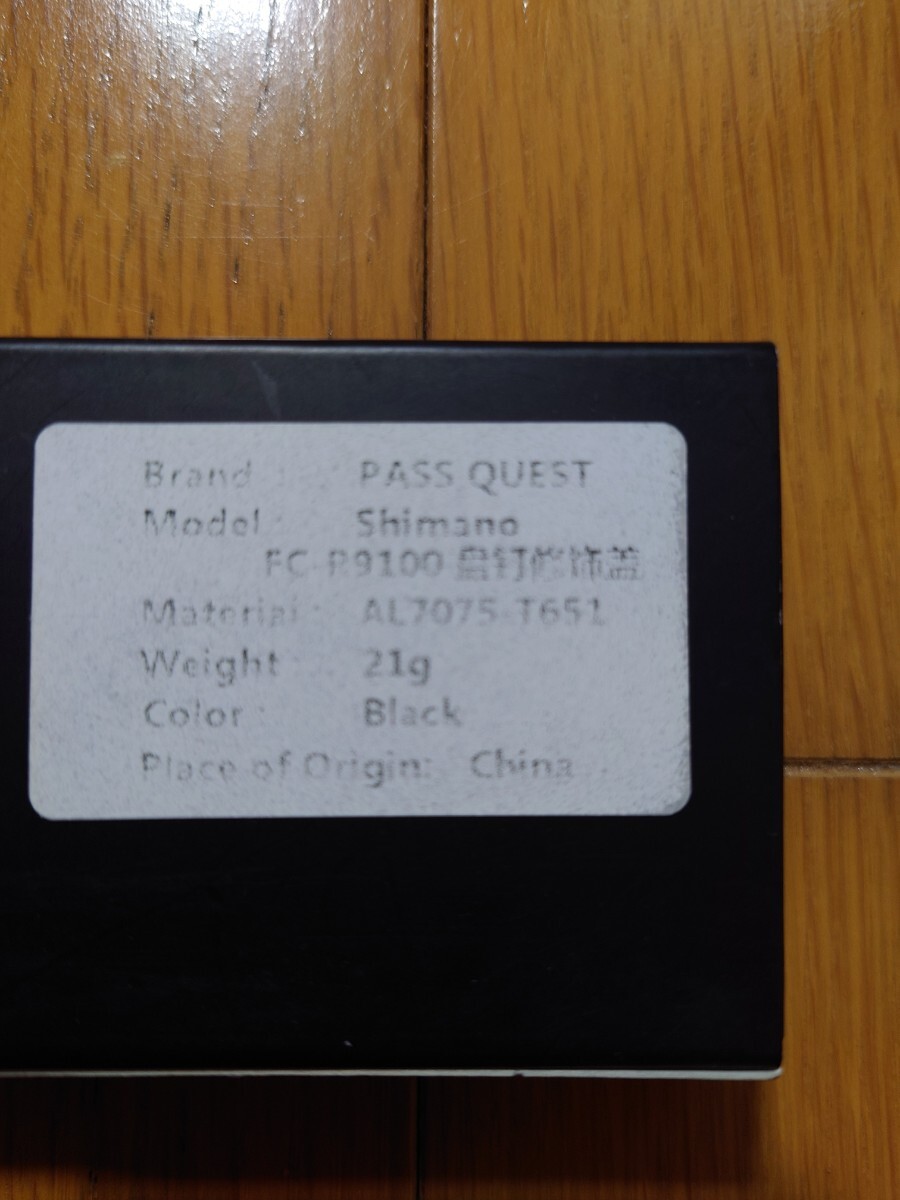 Brand : PASS QUEST
Model : Shimano
FC-R9100 盘钉修饰盖
Material : AL7075-T651
Weight : 21g
Color : Black
Place of Origin: China